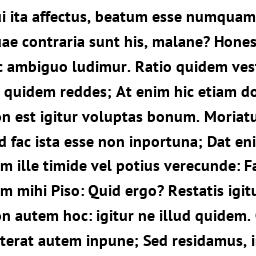 ui ita affectus, beatum esse numquam
uae contraria sunt his, malane? Hones
c ambiguo ludimur. Ratio quidem vest
quidem reddes; At enim hic etiam do
on est igitur voluptas bonum. Moriatu
d fac ista esse non inportuna; Dat eni
m ille timide vel potius verecunde: Fa
m mihi Piso: Quid ergo? Restatis igitu
on autem hoc: igitur ne illud quidem.
terat autem inpune; Sed residamus, i